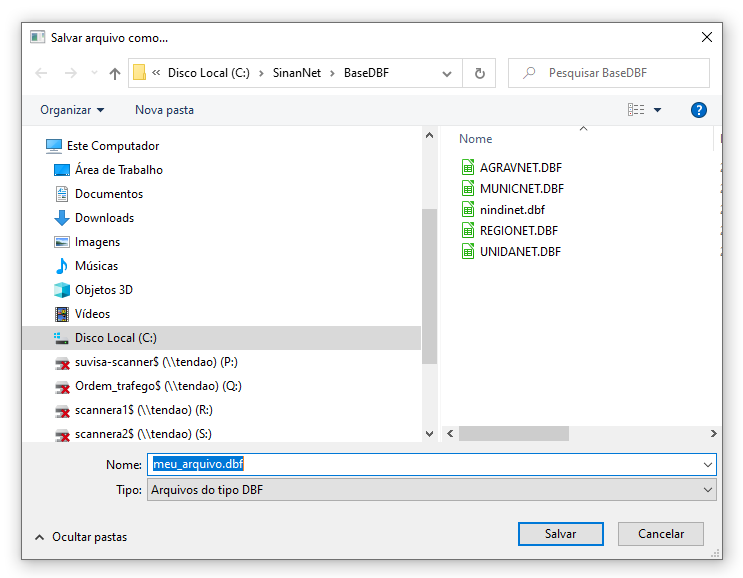 Salvar arquivo como...
« Disco Local (C:) › SinanNet › BaseDBF
Pesquisar BaseDBF
Organizar
Nova pasta
?
Este Computador
Área de Trabalho
Documentos
Downloads
Imagens
Músicas
Objetos 3D
Vídeos
Disco Local (C:)
suvisa-scanner$ (\\tendao) (P:)
Ordem_trafego$ (\\tendao) (Q:)
scannera1$ (\\tendao) (R:)
scannera2$ (\\tendao) (S:)
Nome
AGRAVNET.DBF
MUNICNET.DBF
nindinet.dbf
REGIONET.DBF
UNIDANET.DBF
Nome: meu_arquivo.dbf
Tipo: Arquivos do tipo DBF
Ocultar pastas
Salvar
Cancelar